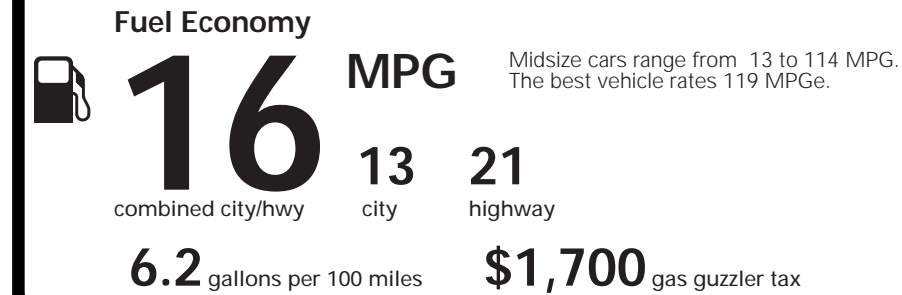 Fuel Economy
16 MPG
Midsize cars range from 13 to 114 MPG.
The best vehicle rates 119 MPGe.
13 21
combined city/hwy city highway
6.2 gallons per 100 miles $1,700 gas guzzler tax